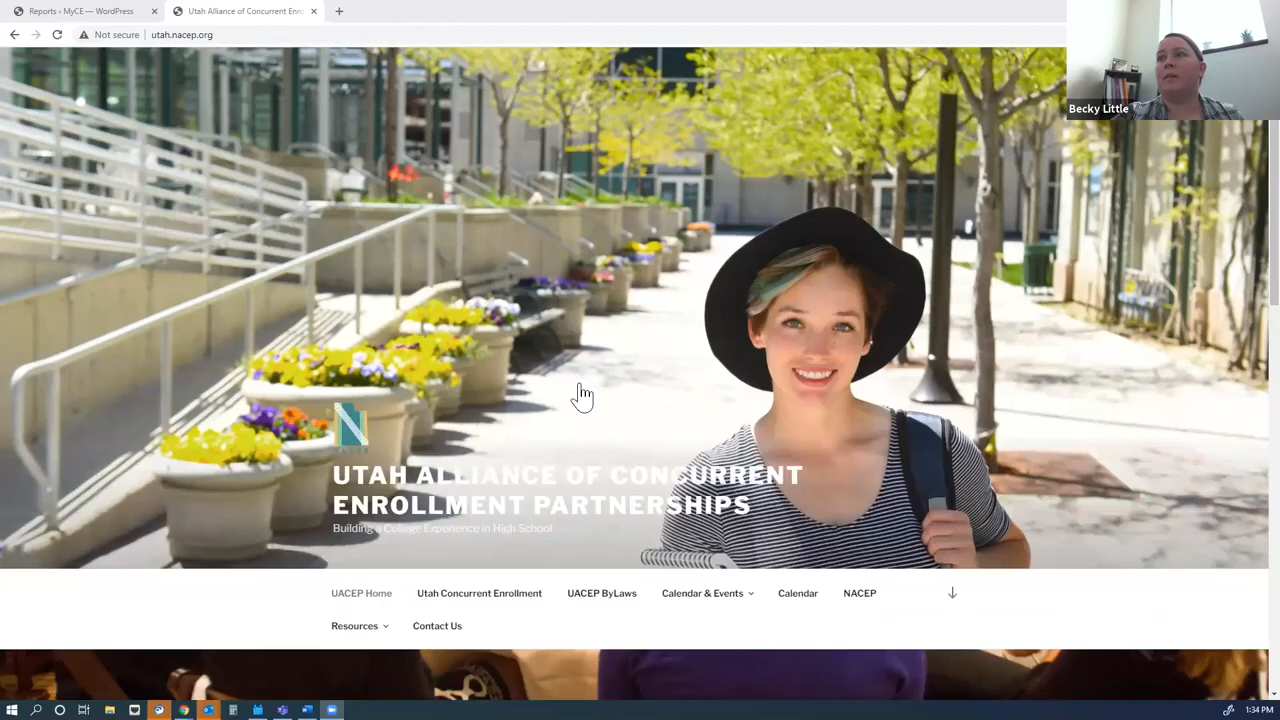 Reports ‹ MyCE — WordPress
Utah Alliance of Concurrent Enro
Not secure
utah.nacep.org
Becky Little
UTAH ALLIANCE OF CONCURRENT
ENROLLMENT PARTNERSHIPS
Building a College Experience in High School
UACEP Home
Utah Concurrent Enrollment
UACEP ByLaws
Calendar & Events
Calendar
NACEP
Resources
Contact Us
1:34 PM